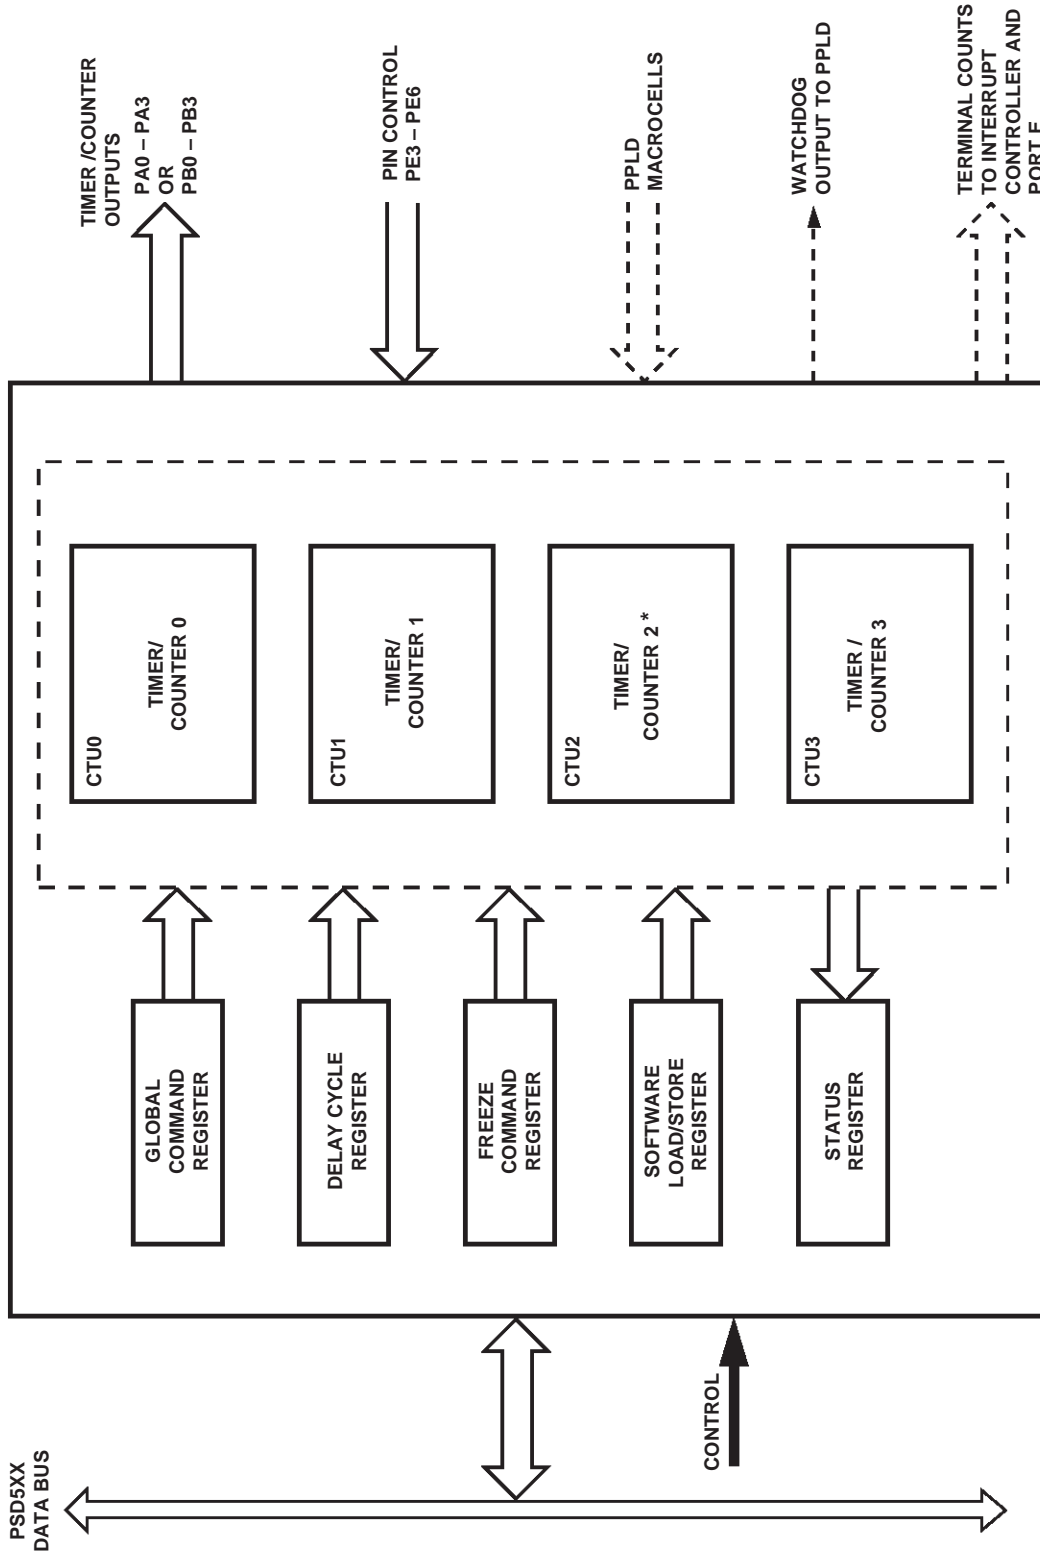 PSD5XX
DATA BUS
CONTROL
GLOBAL
COMMAND
REGISTER
DELAY CYCLE
REGISTER
FREEZE
COMMAND
REGISTER
SOFTWARE
LOAD/STORE
REGISTER
STATUS
REGISTER
CTU0
TIMER/
COUNTER 0
CTU1
TIMER/
COUNTER 1
CTU2
TIMER/
COUNTER 2 *
CTU3
TIMER /
COUNTER 3
TIMER /COUNTER
OUTPUTS
PA0 – PA3
OR
PB0 – PB3
PIN CONTROL
PE3 – PE6
PPLD
MACROCELLS
WATCHDOG
OUTPUT TO PPLD
TERMINAL COUNTS
TO INTERRUPT
CONTROLLER AND
PORT